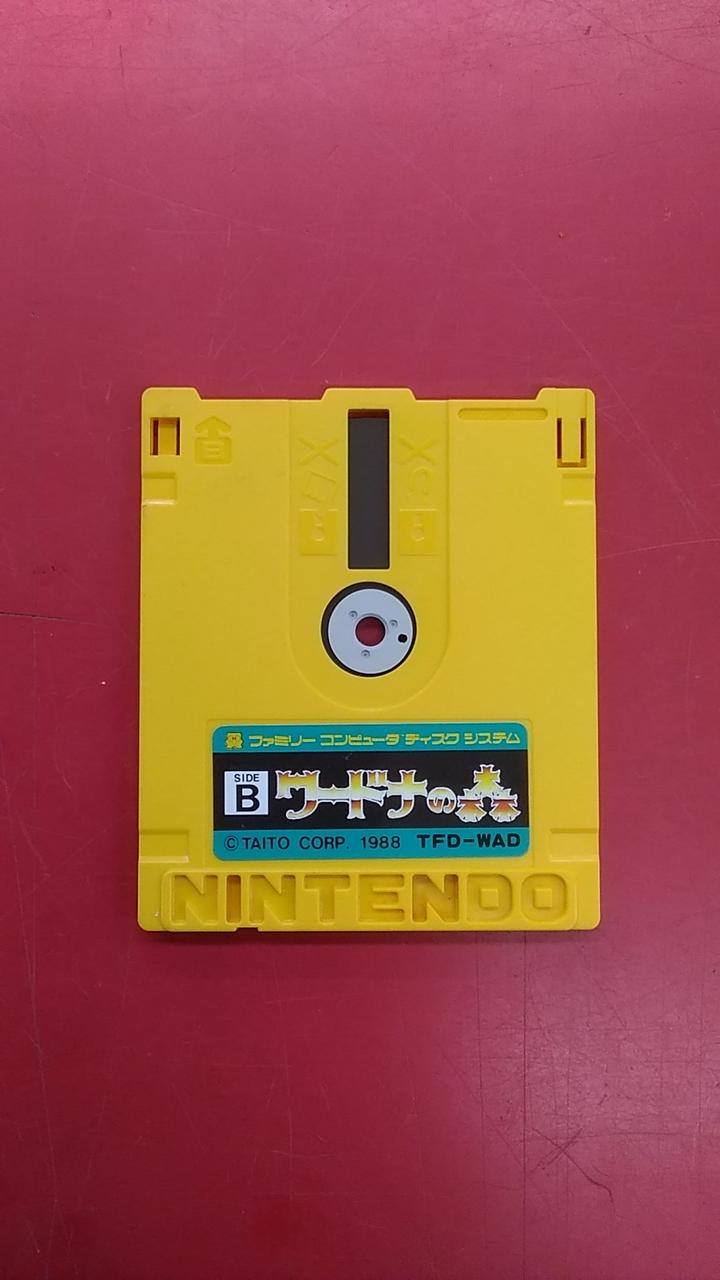 ファミリー コンピュータ ディスク システム
SIDE
B
ワードナの森
©TAITO CORP. 1988 TFD-WAD
NINTENDO